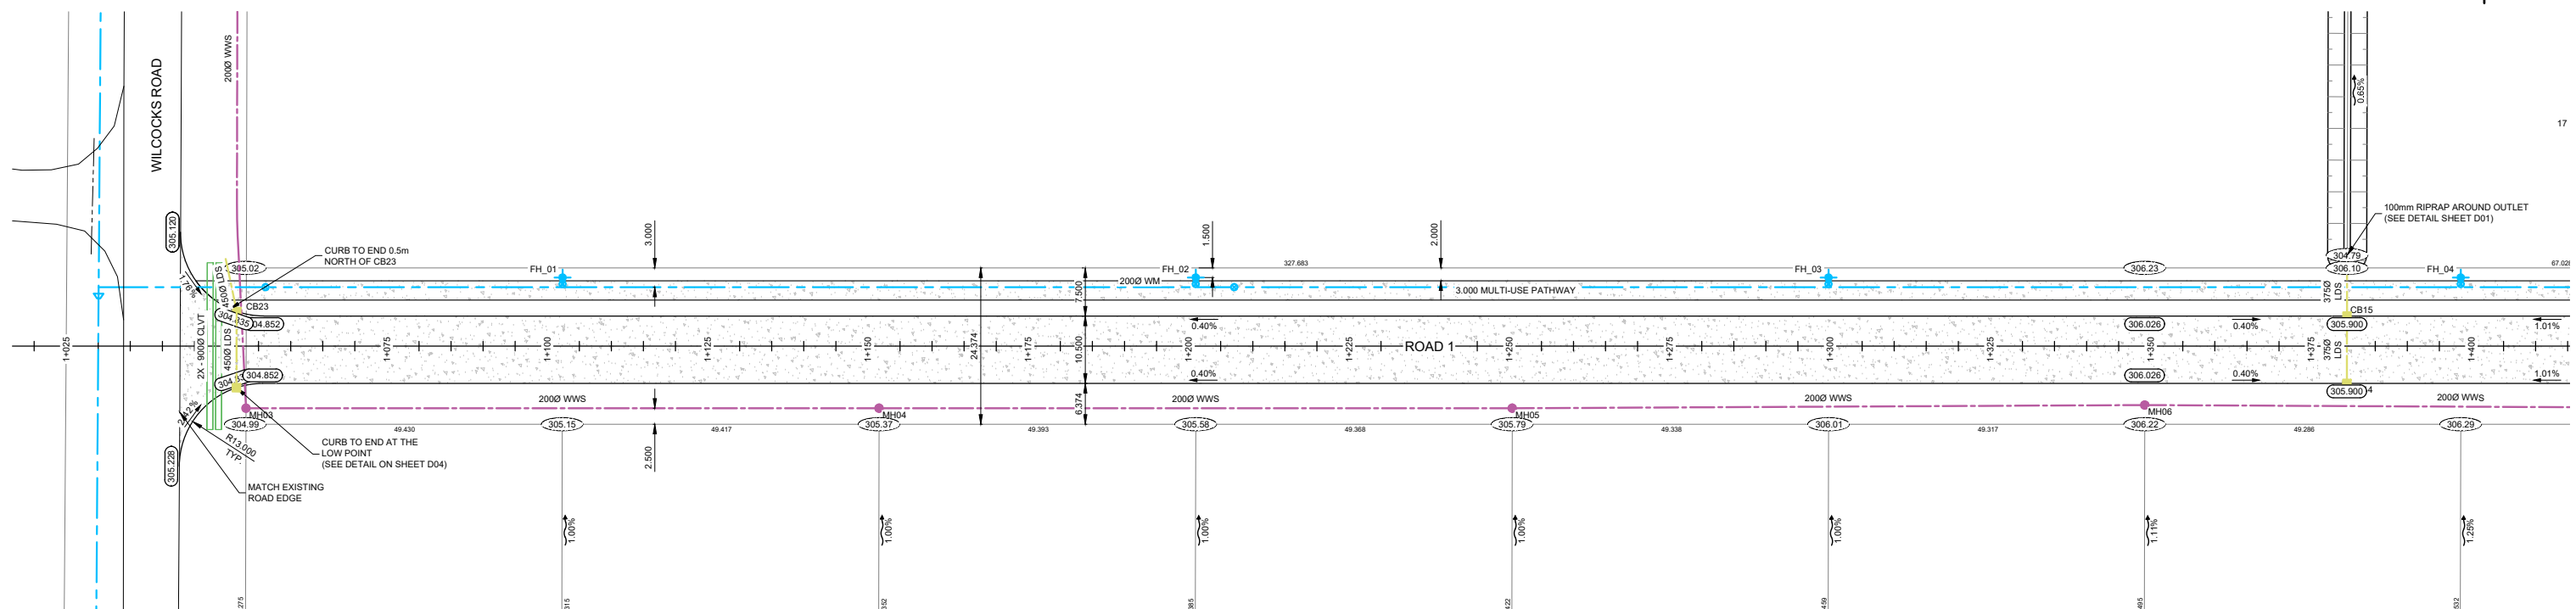 WILCOCKS ROAD
200Ø WWS
0.65%
17
305.120
1.76%
450Ø LDS
305.02
CURB TO END 0.5m
NORTH OF CB23
3.000
1.500
2.000
100mm RIPRAP AROUND OUTLET
(SEE DETAIL SHEET D01)
FH_01
FH_02
327.683
FH_03
306.23
304.79
306.10
FH_04
67.028
200Ø WM
3.000 MULTI-USE PATHWAY
7.500
375Ø
LDS
CB23
304.852
CB15
0.40%
306.026
0.40%
305.900
1.01%
2X - 900Ø CLVT
450Ø LDS
1+025
1+075
1+100
1+125
1+150
24.374
1+175
10.500
1+200
1+225
ROAD 1
1+250
1+275
1+300
1+325
1+350
1+375
375Ø
LDS
1+400
304.852
0.40%
306.026
0.40%
305.900
1.01%
6.374
200Ø WWS
200Ø WWS
200Ø WWS
200Ø WWS
MH03
MH04
MH05
MH06
304.99
305.15
305.37
305.58
305.79
306.01
306.22
306.29
49.430
49.417
49.393
49.368
49.338
49.317
49.286
R13.000
TYP.
305.228
CURB TO END AT THE
LOW POINT
(SEE DETAIL ON SHEET D04)
2.500
MATCH EXISTING
ROAD EDGE
1.00%
1.00%
1.00%
1.00%
1.00%
1.11%
1.25%